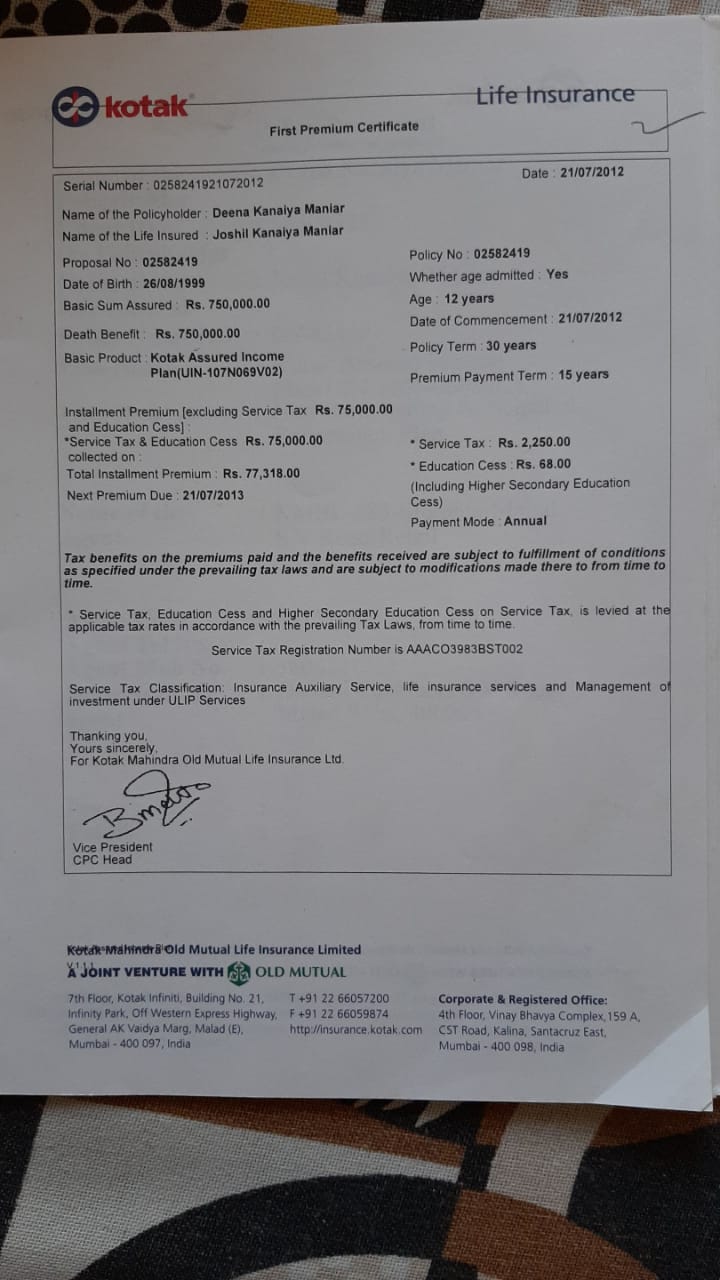 kotak
Life Insurance
First Premium Certificate
Serial Number : 0258241921072012
Date : 21/07/2012
Name of the Policyholder : Deena Kanaiya Maniar
Name of the Life Insured : Joshil Kanaiya Maniar
Proposal No : 02582419
Policy No : 02582419
Date of Birth : 26/08/1999
Whether age admitted : Yes
Basic Sum Assured : Rs. 750,000.00
Age : 12 years
Death Benefit : Rs. 750,000.00
Date of Commencement : 21/07/2012
Basic Product : Kotak Assured Income
Plan(UIN-107N069V02)
Policy Term : 30 years
Premium Payment Term : 15 years
Installment Premium [excluding Service Tax Rs. 75,000.00
and Education Cess] :
*Service Tax & Education Cess Rs. 75,000.00
collected on :
* Service Tax : Rs. 2,250.00
Total Installment Premium : Rs. 77,318.00
* Education Cess : Rs. 68.00
Next Premium Due : 21/07/2013
(Including Higher Secondary Education
Cess)
Payment Mode : Annual
Tax benefits on the premiums paid and the benefits received are subject to fulfillment of conditions
as specified under the prevailing tax laws and are subject to modifications made there to from time to
time.
* Service Tax, Education Cess and Higher Secondary Education Cess on Service Tax, is levied at the
applicable tax rates in accordance with the prevailing Tax Laws, from time to time.
Service Tax Registration Number is AAACO3983BST002
Service Tax Classification: Insurance Auxiliary Service, life insurance services and Management of
investment under ULIP Services
Thanking you,
Yours sincerely,
For Kotak Mahindra Old Mutual Life Insurance Ltd.
Vice President
CPC Head
Kotak Mahindra Old Mutual Life Insurance Limited
A JOINT VENTURE WITH OLD MUTUAL
7th Floor, Kotak Infiniti, Building No. 21,
Infinity Park, Off Western Express Highway,
General AK Vaidya Marg, Malad (E),
Mumbai - 400 097, India
T +91 22 66057200
F +91 22 66059874
http://insurance.kotak.com
Corporate & Registered Office:
4th Floor, Vinay Bhavya Complex,159 A,
CST Road, Kalina, Santacruz East,
Mumbai - 400 098, India